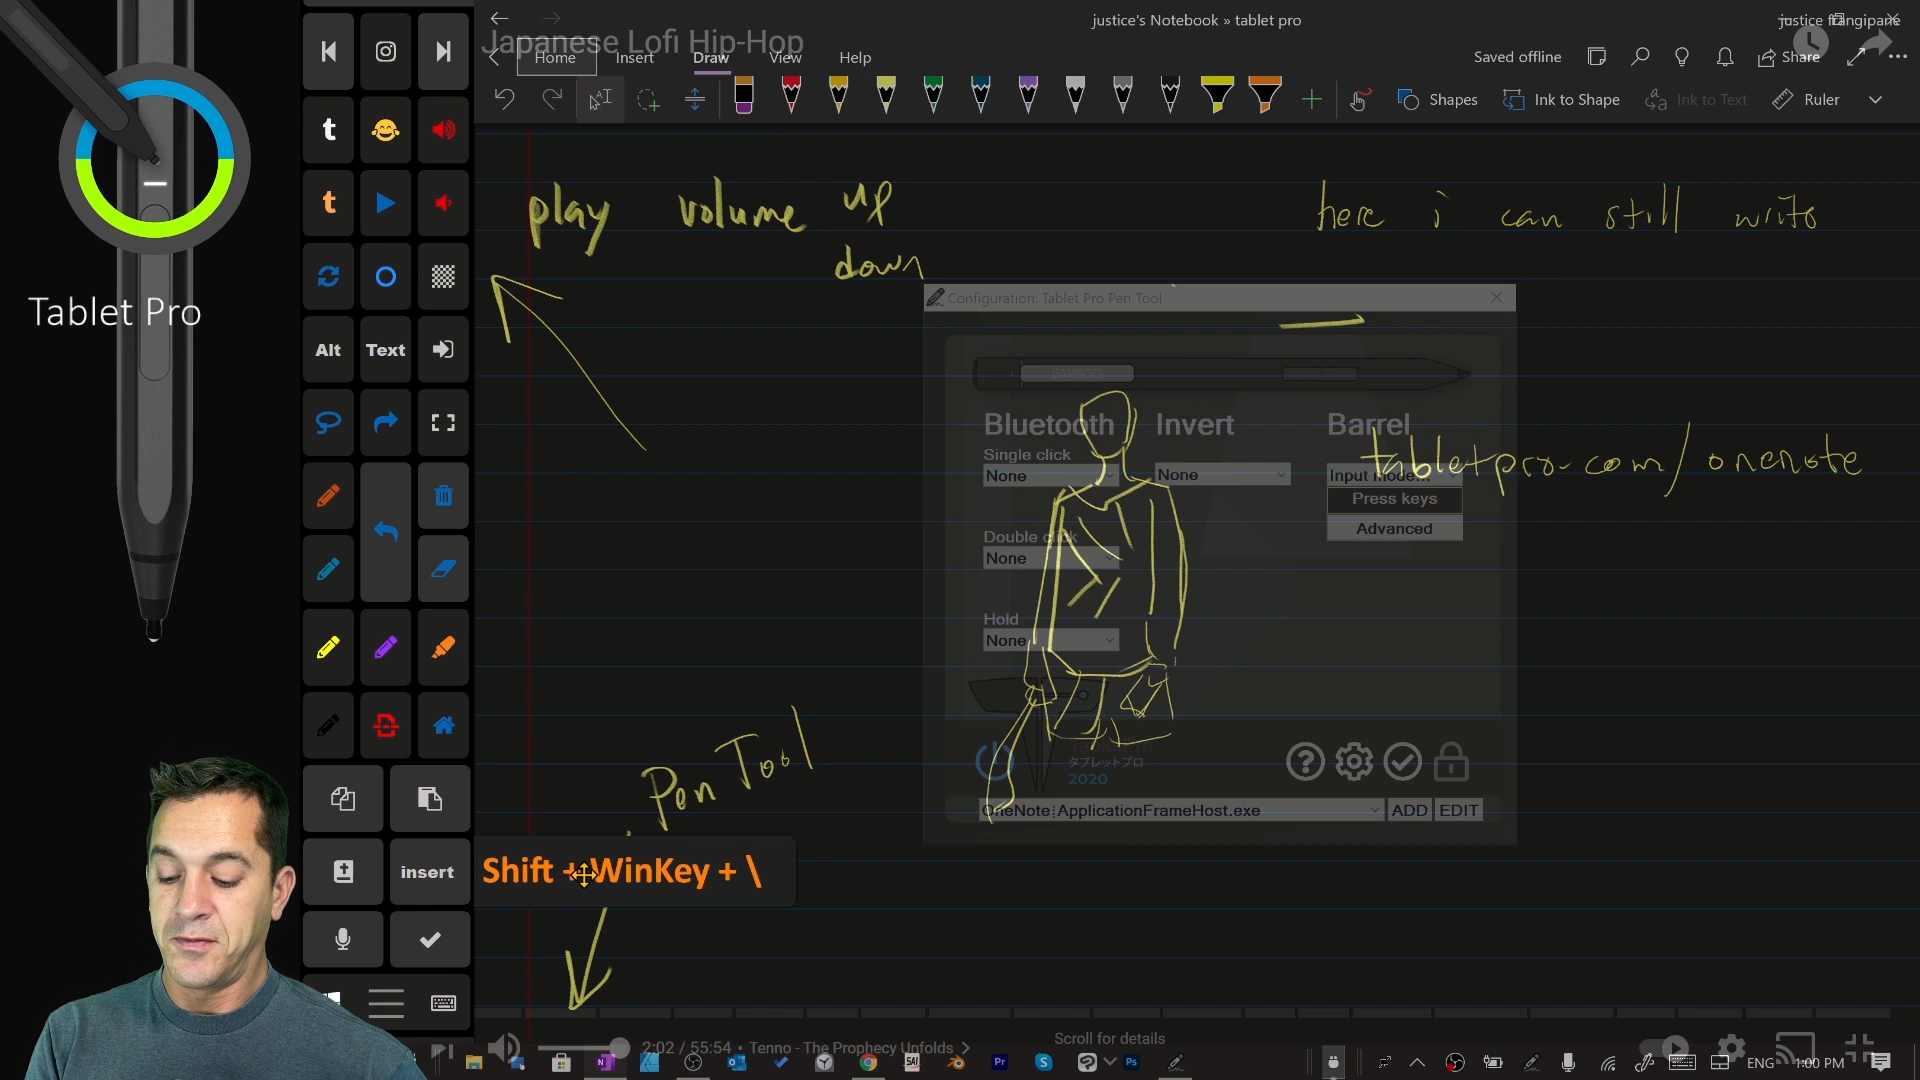 justice's Notebook » tablet pro
justice frangipane
Japanese Lofi Hip-Hop
Home Insert Draw View Help
Saved offline
Share
Shapes
Ink to Shape
Ink to Text
Ruler
t
t
Alt
Text
insert
Tablet Pro
play volume up
down
here i can still write
Configuration: Tablet Pro Pen Tool
Bluetooth Invert Barrel
Single click
None
None
Input mode...
Press keys
Advanced
Double click
None
Hold
None
tabletpro.com/onenote
Pen Tool
タブレットプロ
2020
OneNote¦ApplicationFrameHost.exe
ADD EDIT
Shift + WinKey + \
Scroll for details
2:02 / 55:54 • Tenno - The Prophecy Unfolds
ENG
1:00 PM